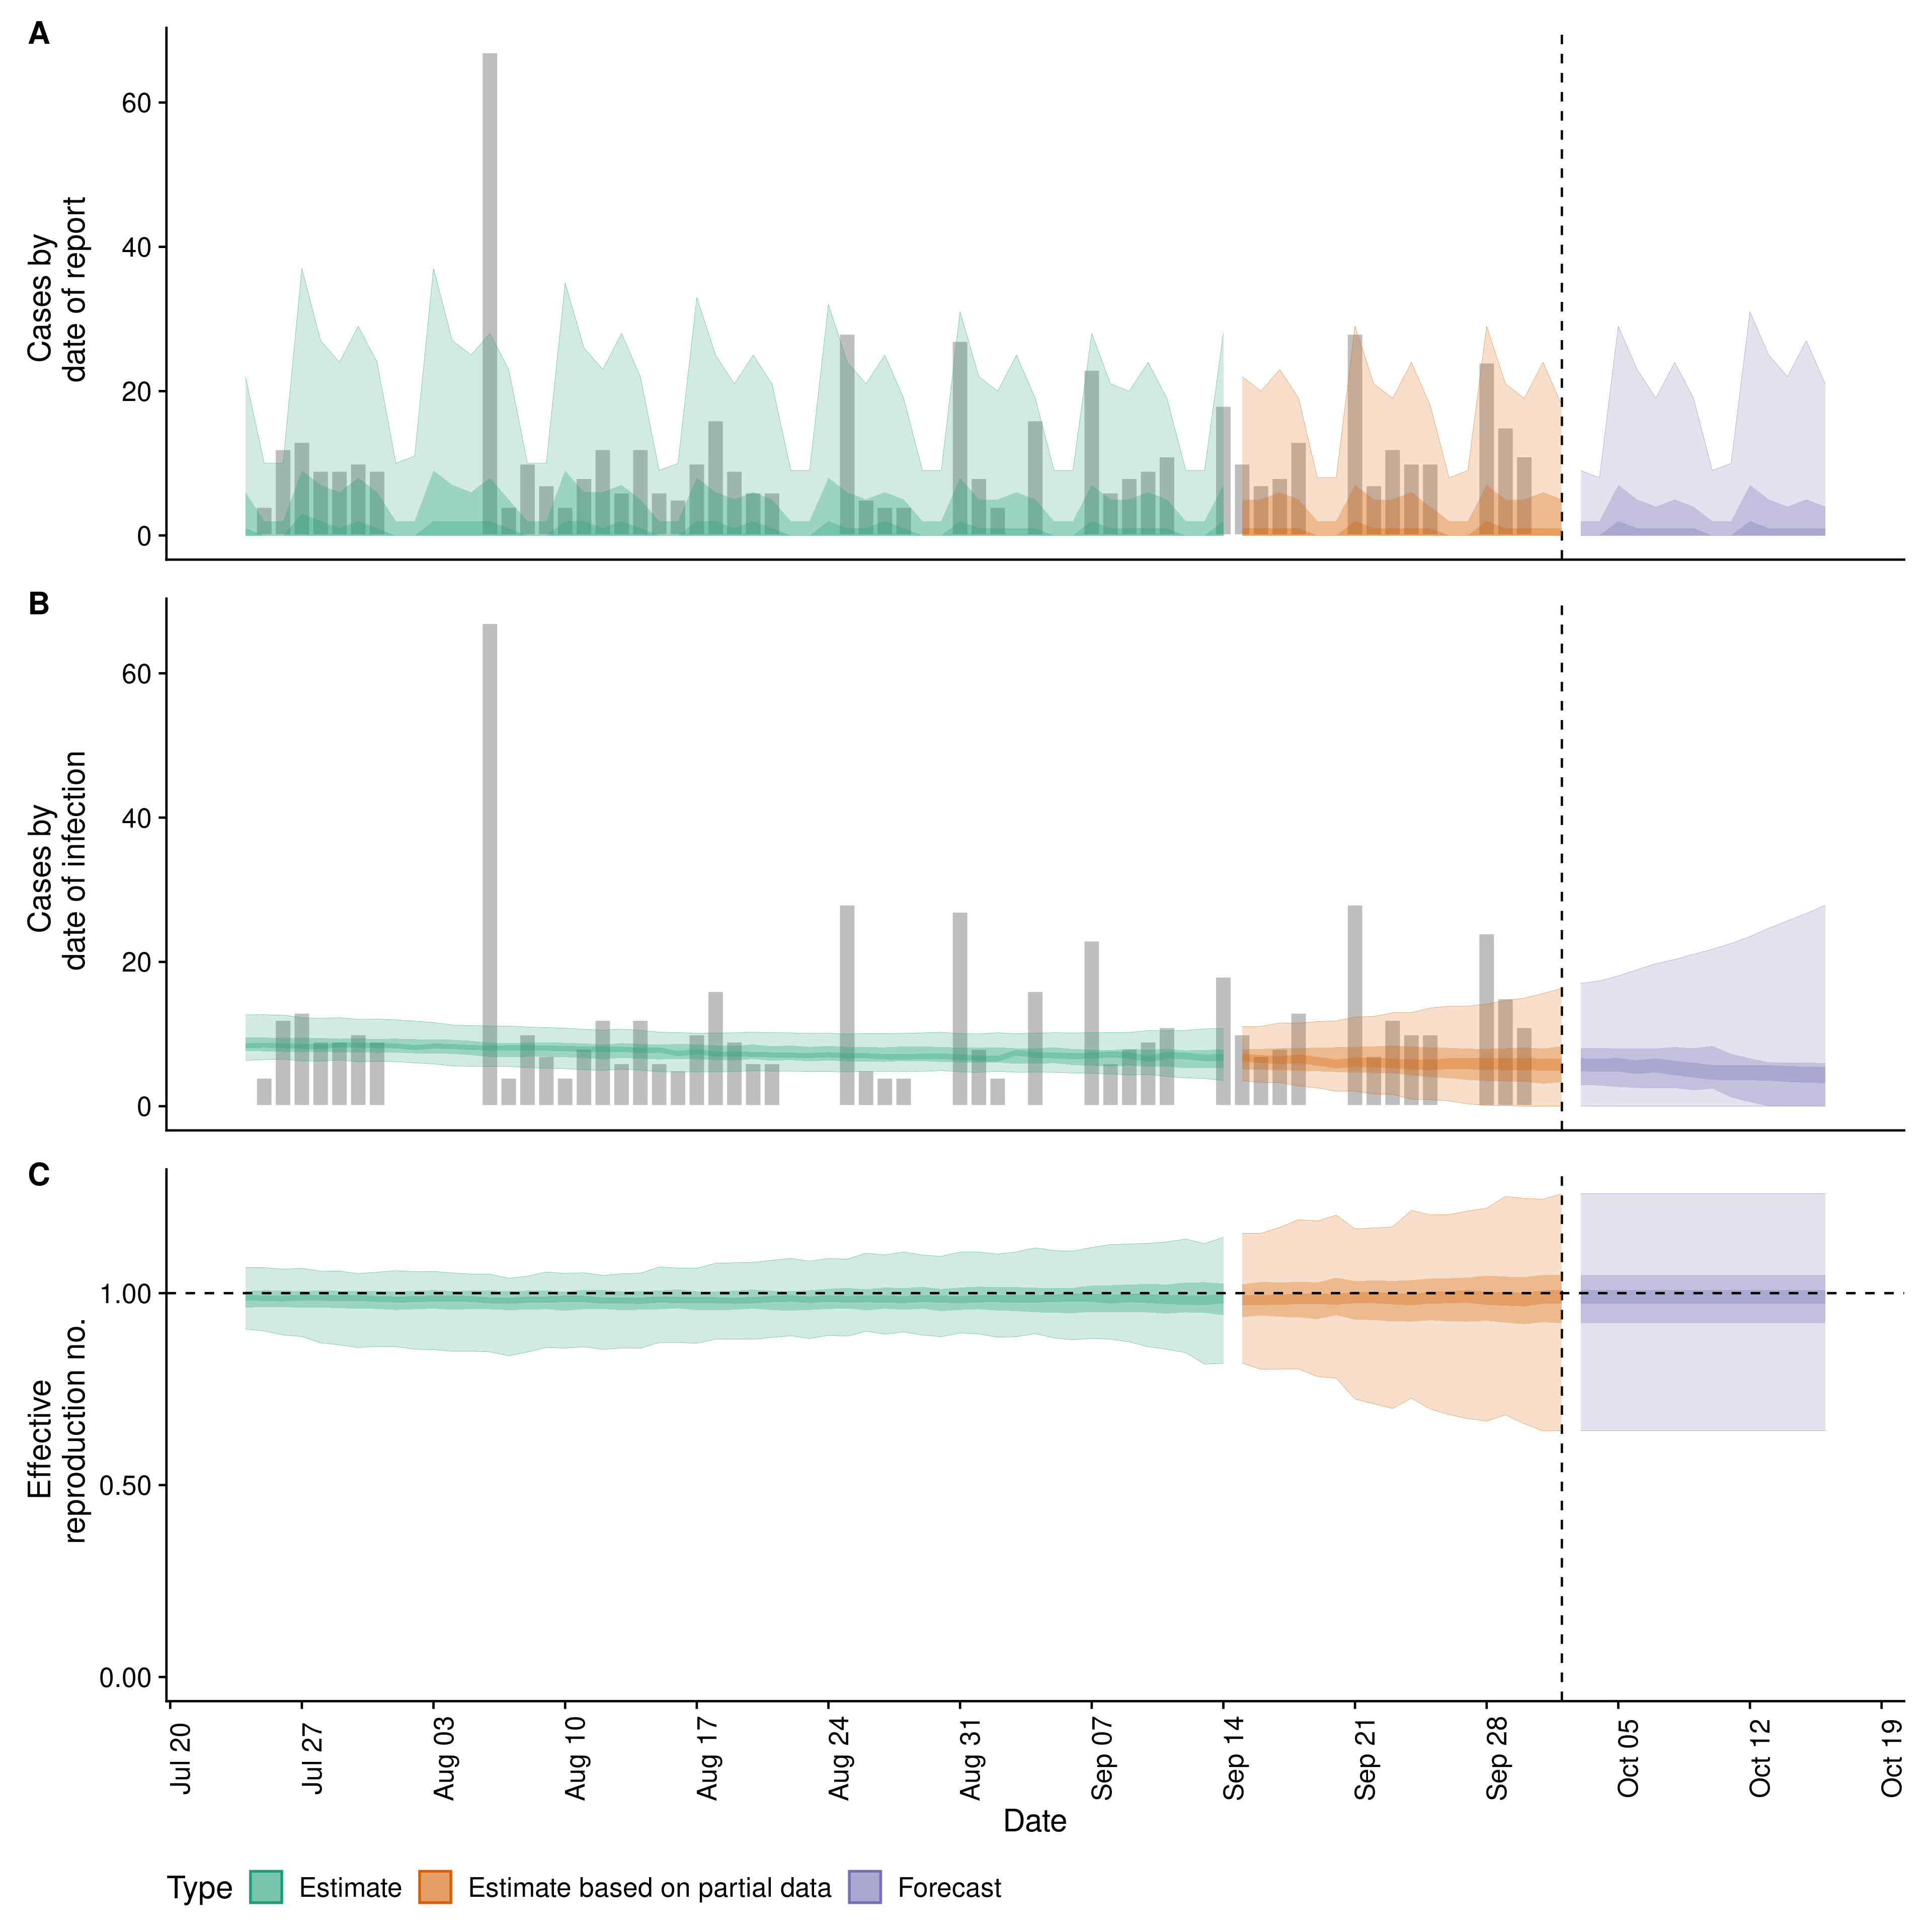 A
Cases by
date of report
60
40
20
0
B
Cases by
date of infection
60
40
20
0
C
Effective
reproduction no.
1.00
0.50
0.00
Jul 20
Jul 27
Aug 03
Aug 10
Aug 17
Aug 24
Aug 31
Sep 07
Sep 14
Sep 21
Sep 28
Oct 05
Oct 12
Oct 19
Date
Type Estimate Estimate based on partial data Forecast